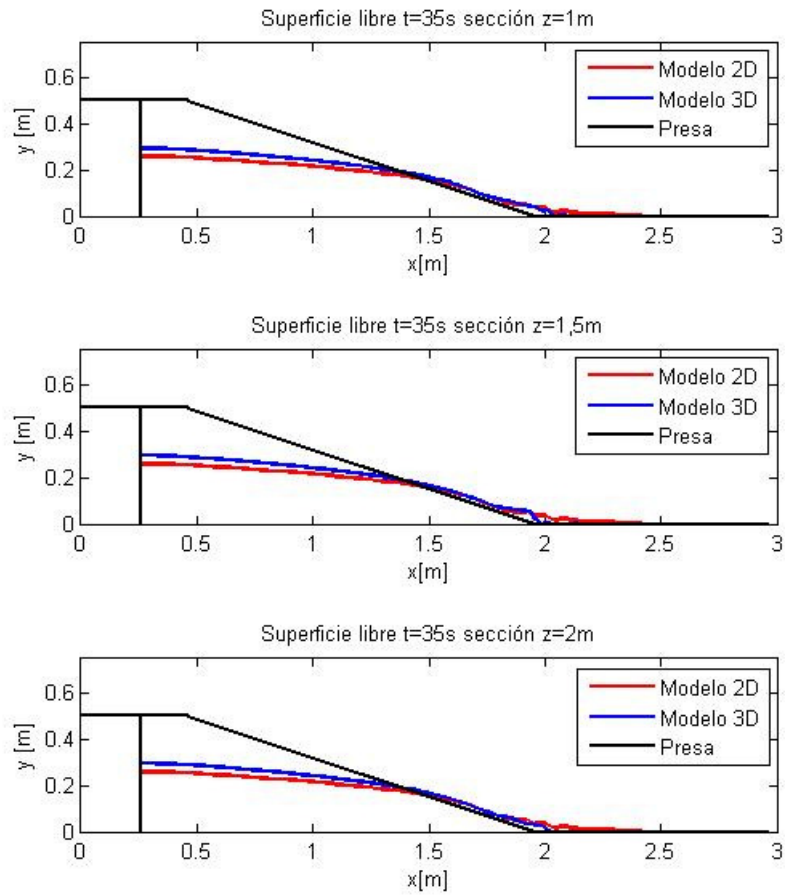 Superficie libre t=35s sección z=1m
y [m]
0.6
0.4
0.2
0
Modelo 2D
Modelo 3D
Presa
0 0.5 1 1.5 2 2.5 3
x[m]
Superficie libre t=35s sección z=1,5m
y [m]
0.6
0.4
0.2
0
Modelo 2D
Modelo 3D
Presa
0 0.5 1 1.5 2 2.5 3
x[m]
Superficie libre t=35s sección z=2m
y [m]
0.6
0.4
0.2
0
Modelo 2D
Modelo 3D
Presa
0 0.5 1 1.5 2 2.5 3
x[m]